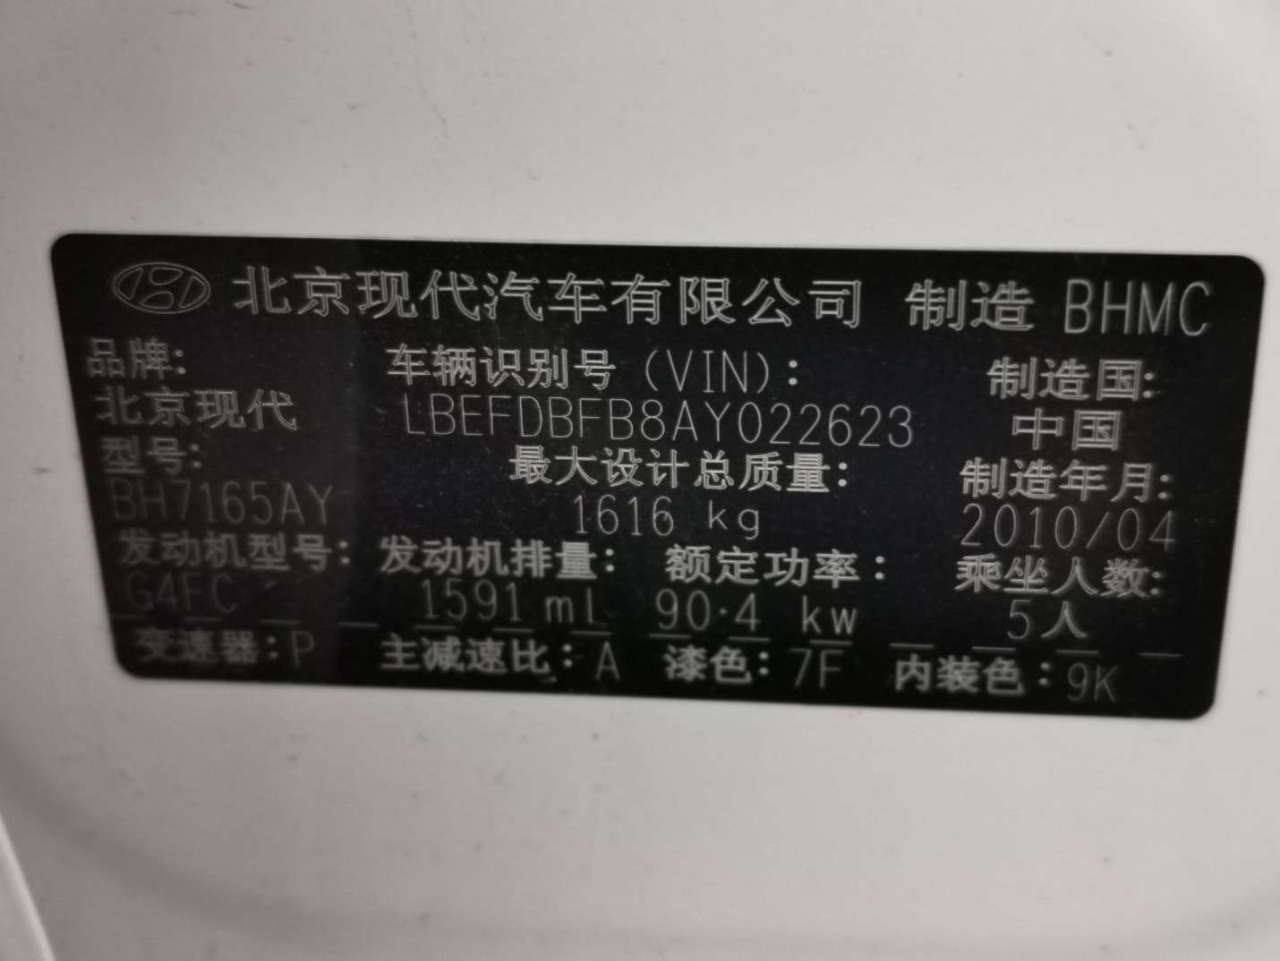 北京现代汽车有限公司 制造 BHMC
品牌: 车辆识别号 (VIN): 制造国:
北京现代 LBEFDBFB8AY022623 中国
型号: 最大设计总质量: 制造年月:
BH7165AY 1616 kg 2010/04
发动机型号: 发动机排量: 额定功率: 乘坐人数:
G4FC 1591 ml 90.4 kw 5人
变速器:P 主减速比:A 漆色:7F 内装色:9K